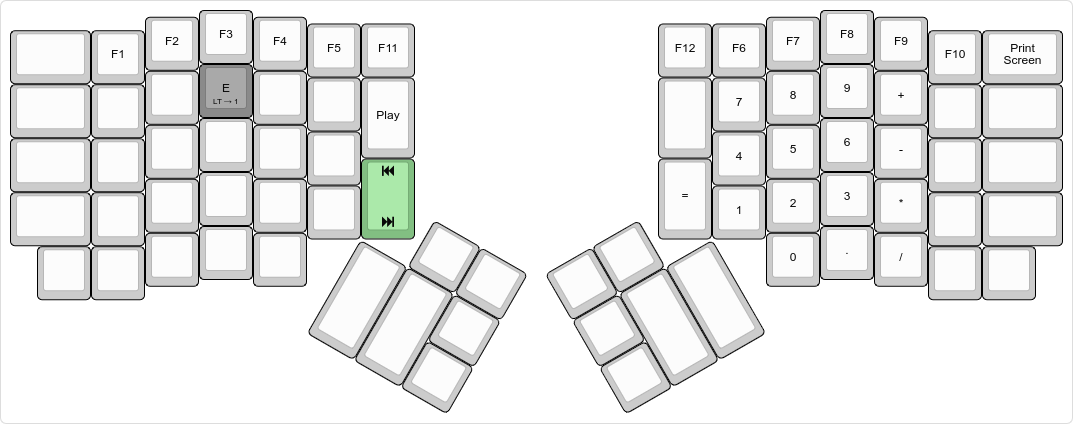 F1
F2
F3
F4
F5
F11
E
LT → 1
Play
⏮
⏭
F12
F6
F7
F8
F9
F10
Print
Screen
7
8
9
+
4
5
6
-
=
1
2
3
*
0
.
/